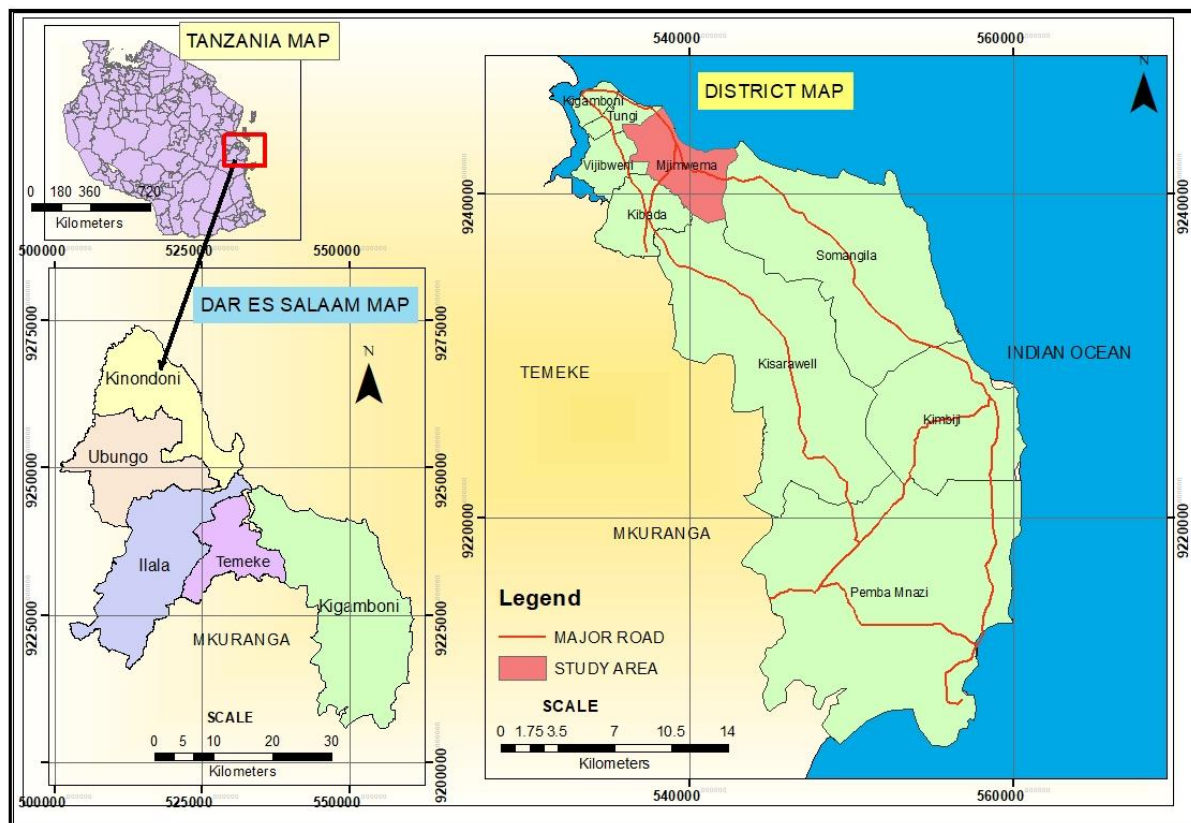 TANZANIA MAP
0 180 360 720
Kilometers
500000 525000 550000
DAR ES SALAAM MAP
N
9275000 9275000
Kinondoni
Ubungo
9250000 9250000
Ilala
Temeke
Kigamboni
9225000 9225000
MKURANGA
SCALE
0 5 10 20 30
Kilometers
9200000
500000 525000 550000
540000 560000
DISTRICT MAP
N
Kigamboni
Tungi
Vijibweni
Mjimwema
9240000 9240000
Kibada
Somangila
INDIAN OCEAN
TEMEKE
Kisarawell
Kimbiji
9220000 9220000
MKURANGA
Pemba Mnazi
Legend
MAJOR ROAD
STUDY AREA
SCALE
0 1.75 3.5 7 10.5 14
Kilometers
540000 560000